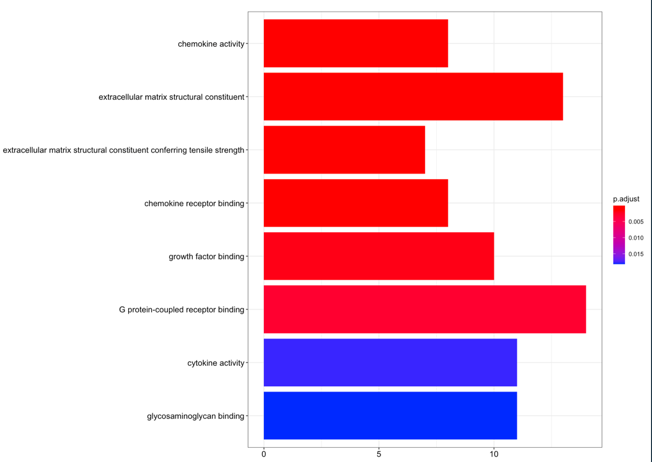 chemokine activity
extracellular matrix structural constituent
extracellular matrix structural constituent conferring tensile strength
chemokine receptor binding
growth factor binding
G protein-coupled receptor binding
cytokine activity
glycosaminoglycan binding
0 5 10
p.adjust
0.005
0.010
0.015